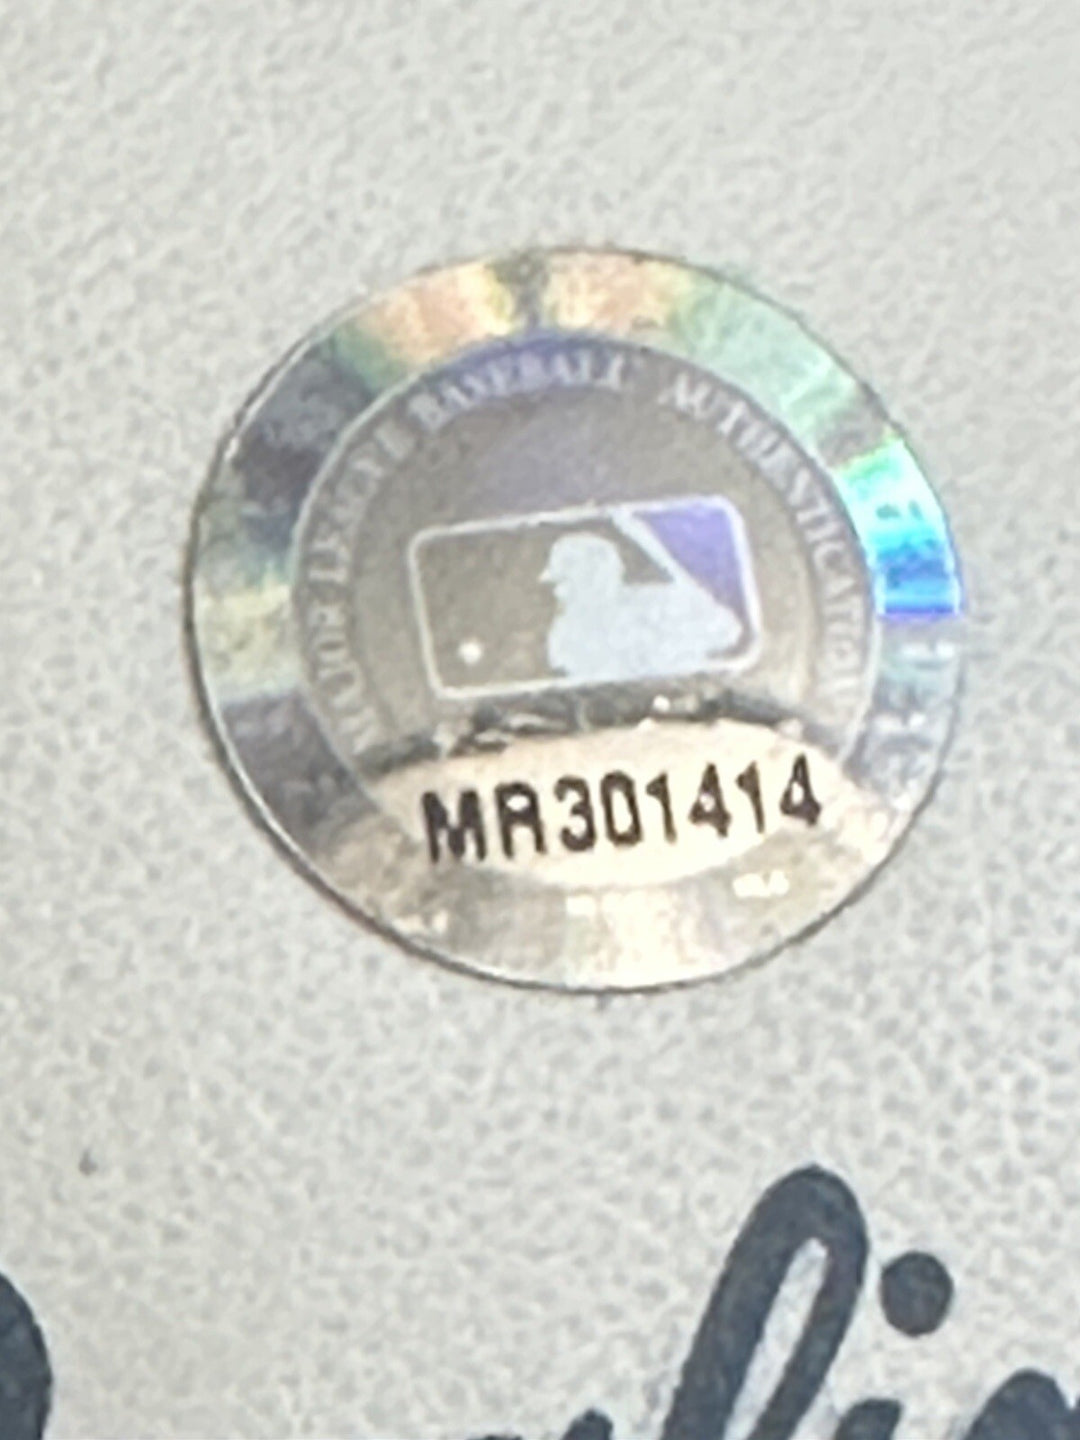 MAJOR LEAGUE BASEBALL AUTHENTICATION
MR301414